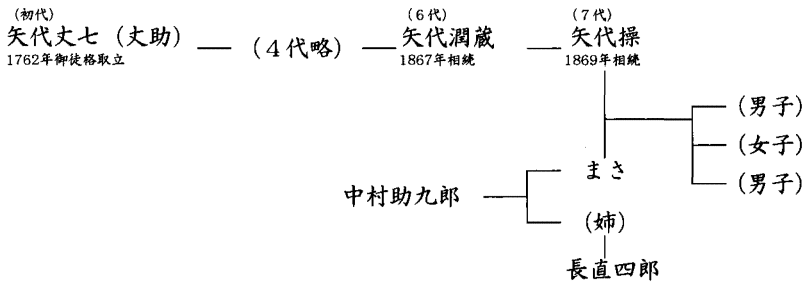 (初代)
矢代丈七(丈助)
1762年御徒格取立
(4代略)
(6代)
矢代潤蔵
1867年相続
(7代)
矢代操
1869年相続
(男子)
(女子)
(男子)
まさ
中村助九郎
(姉)
長直四郎